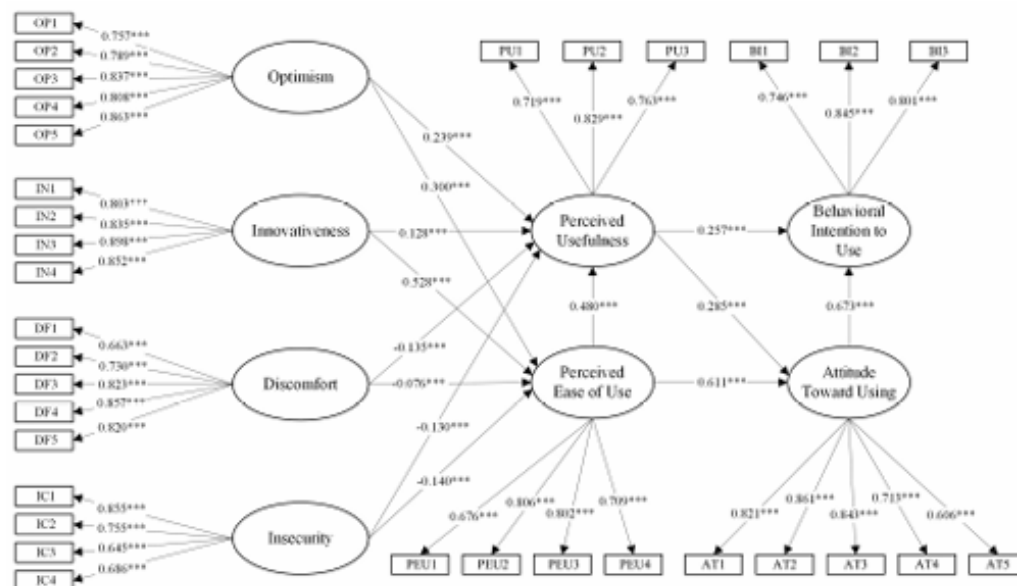 OP1
0.757***
OP2
0.789***
OP3
0.837***
OP4
0.808***
OP5
0.863***
Optimism
IN1
0.803***
IN2
0.835***
IN3
0.898***
IN4
0.852***
Innovativeness
DF1
0.663***
DF2
0.730***
DF3
0.823***
DF4
0.857***
DF5
0.820***
Discomfort
IC1
0.855***
IC2
0.755***
IC3
0.645***
IC4
0.686***
Insecurity
0.239***
0.300***
0.128***
0.528***
-0.135***
-0.076***
-0.130***
-0.140***
PU1
PU2
PU3
0.719***
0.829***
0.763***
Perceived
Usefulness
0.480***
Perceived
Ease of Use
0.676***
0.806***
0.802***
0.709***
PEU1
PEU2
PEU3
PEU4
0.257***
0.285***
0.611***
BI1
BI2
BI3
0.746***
0.845***
0.801***
Behavioral
Intention to
Use
0.673***
Attitude
Toward Using
0.821***
0.861***
0.843***
0.713***
0.606***
AT1
AT2
AT3
AT4
AT5